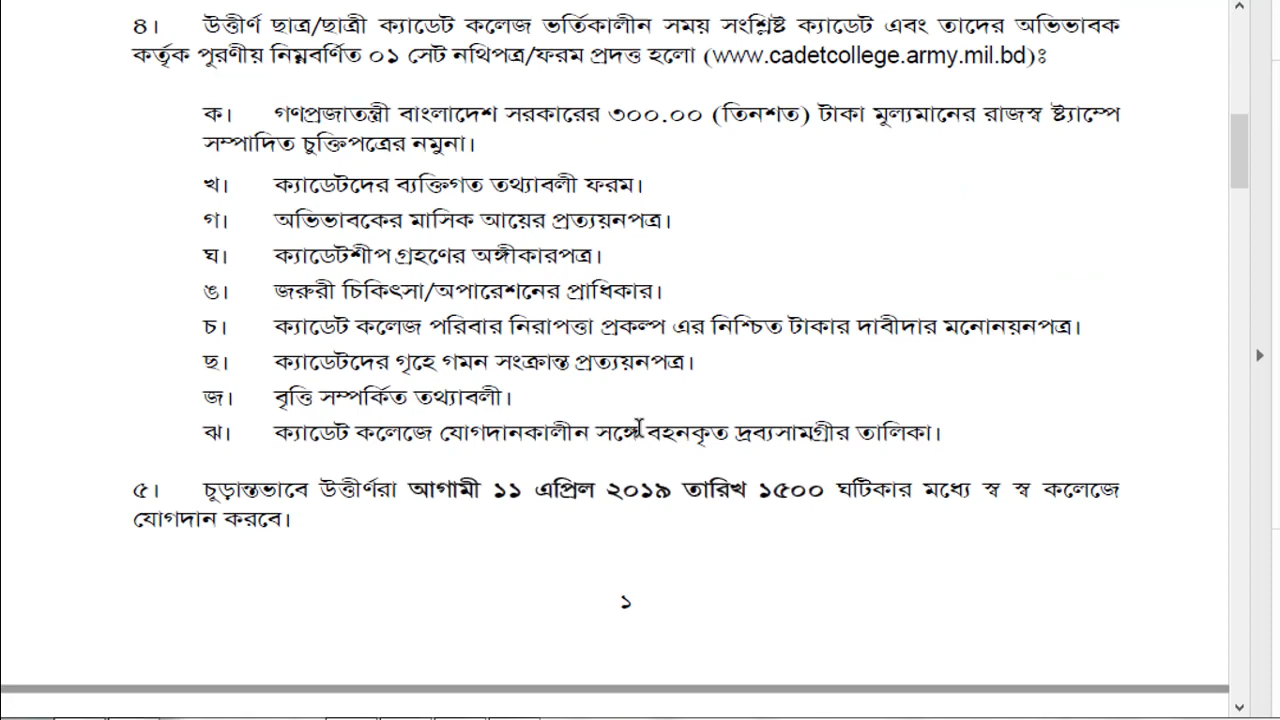 ৪। উত্তীর্ণ ছাত্র/ছাত্রী ক্যাডেট কলেজ ভর্তিকালীন সময় সংশ্লিষ্ট ক্যাডেট এবং তাদের অভিভাবক
কর্তৃক পুরণীয় নিম্নবর্ণিত ০১ সেট নথিপত্র/ফরম প্রদত্ত হলো (www.cadetcollege.army.mil.bd)ঃ
ক। গণপ্রজাতন্ত্রী বাংলাদেশ সরকারের ৩০০.০০ (তিনশত) টাকা মুল্যমানের রাজস্ব ষ্ট্যাম্পে
সম্পাদিত চুক্তিপত্রের নমুনা।
খ। ক্যাডেটদের ব্যক্তিগত তথ্যাবলী ফরম।
গ। অভিভাবকের মাসিক আয়ের প্রত্যয়নপত্র।
ঘ। ক্যাডেটশীপ গ্রহণের অঙ্গীকারপত্র।
ঙ। জরুরী চিকিৎসা/অপারেশনের প্রাধিকার।
চ। ক্যাডেট কলেজ পরিবার নিরাপত্তা প্রকল্প এর নিশ্চিত টাকার দাবীদার মনোনয়নপত্র।
ছ। ক্যাডেটদের গৃহে গমন সংক্রান্ত প্রত্যয়নপত্র।
জ। বৃত্তি সম্পর্কিত তথ্যাবলী।
ঝ। ক্যাডেট কলেজে যোগদানকালীন সঙ্গে বহনকৃত দ্রব্যসামগ্রীর তালিকা।
৫। চুড়ান্তভাবে উত্তীর্ণরা আগামী ১১ এপ্রিল ২০১৯ তারিখ ১৫০০ ঘটিকার মধ্যে স্ব স্ব কলেজে
যোগদান করবে।
১